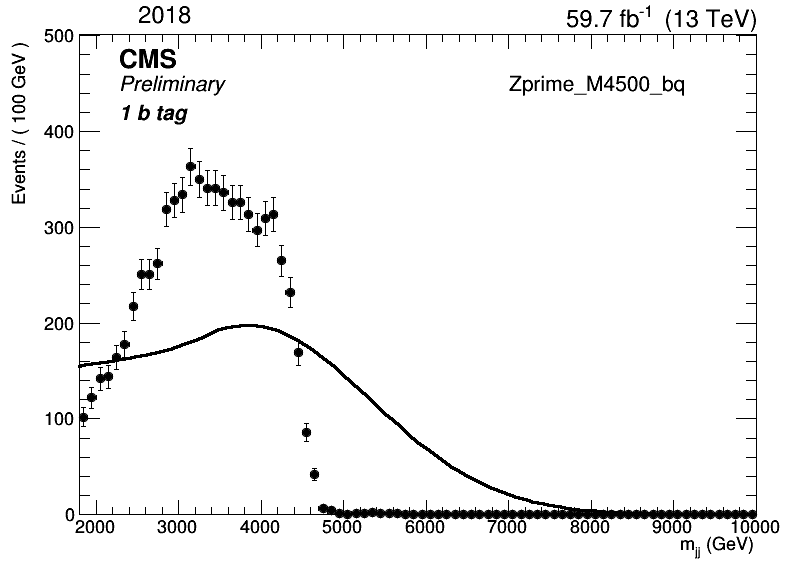 2018
59.7 fb-1 (13 TeV)
CMS
Preliminary
1 b tag
Zprime_M4500_bq
Events / ( 100 GeV )
500
400
300
200
100
0
2000 3000 4000 5000 6000 7000 8000 9000 10000
mjj (GeV)